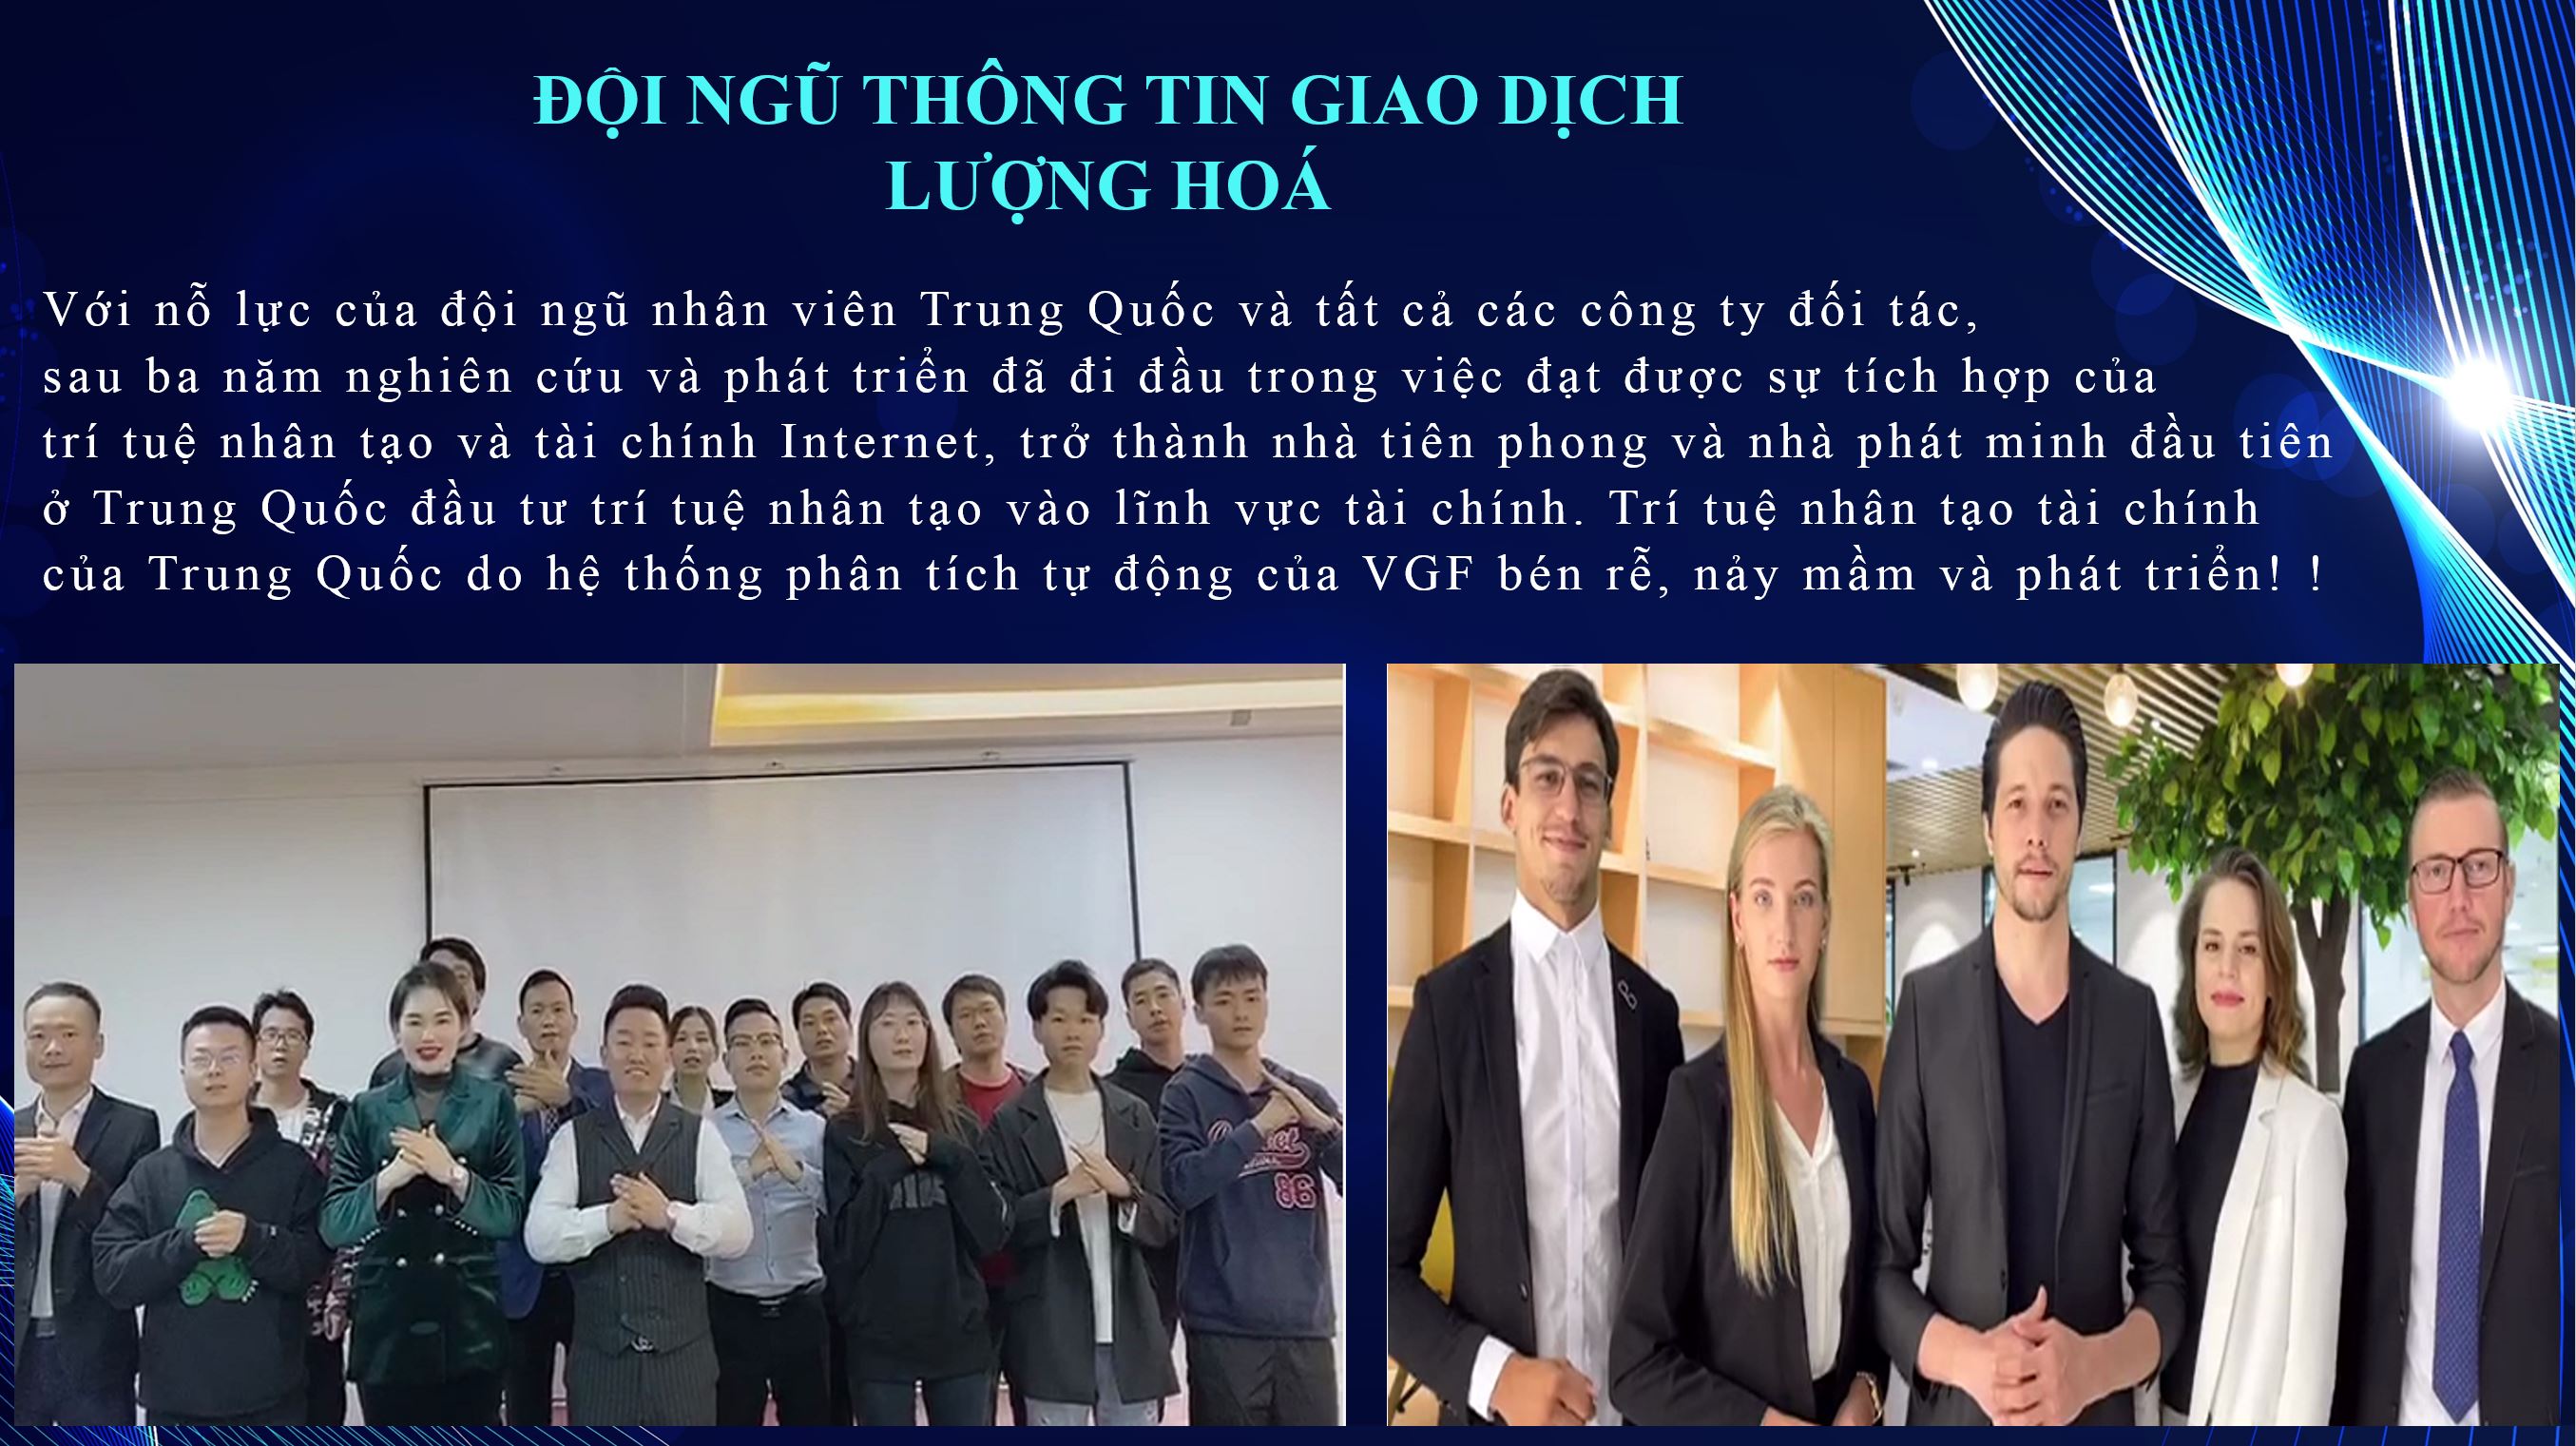 ĐỘI NGŨ THÔNG TIN GIAO DỊCH
LƯỢNG HOÁ
Với nỗ lực của đội ngũ nhân viên Trung Quốc và tất cả các công ty đối tác,
sau ba năm nghiên cứu và phát triển đã đi đầu trong việc đạt được sự tích hợp của
trí tuệ nhân tạo và tài chính Internet, trở thành nhà tiên phong và nhà phát minh đầu tiên
ở Trung Quốc đầu tư trí tuệ nhân tạo vào lĩnh vực tài chính. Trí tuệ nhân tạo tài chính
của Trung Quốc do hệ thống phân tích tự động của VGF bén rễ, nảy mầm và phát triển! !
86